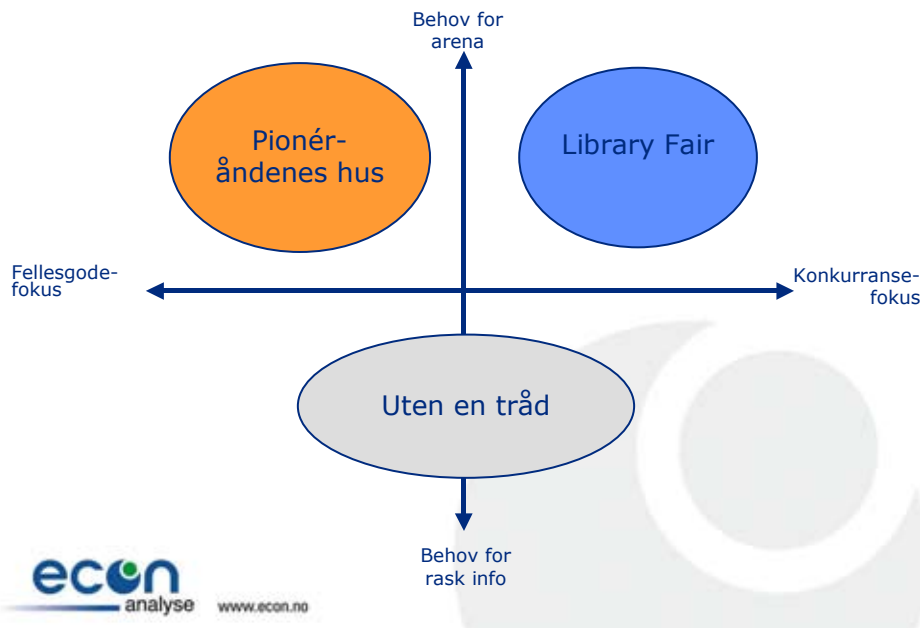 Behov for
arena
Pionér-
åndenes hus
Library Fair
Fellesgode-
fokus
Konkurranse-
fokus
Uten en tråd
Behov for
rask info
econ
analyse
www.econ.no